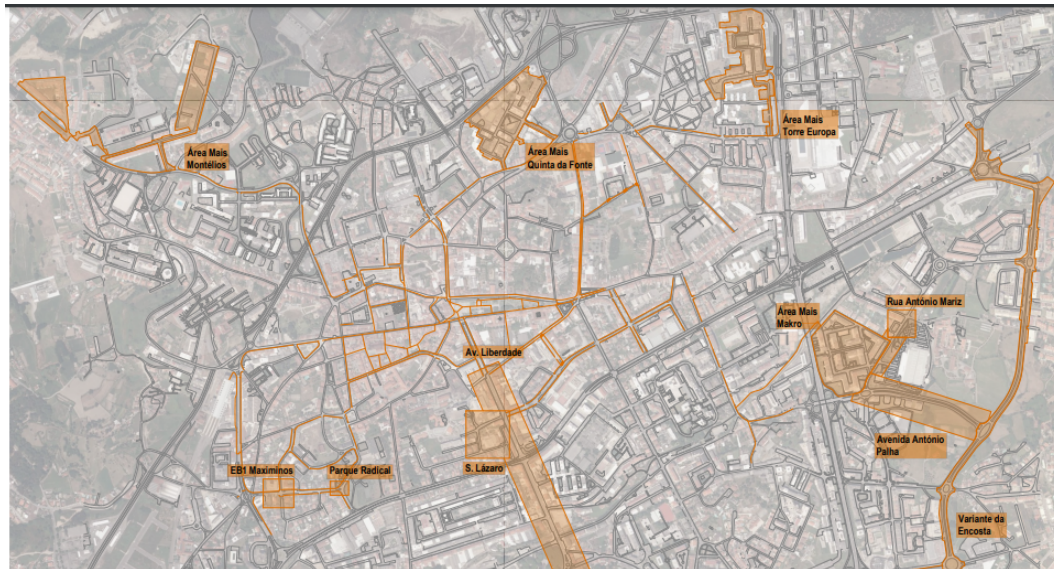 Área Mais
Torre Europa
Área Mais
Montélios
Área Mais
Quinta da Fonte
Rua António Mariz
Área Mais
Makro
Av. Liberdade
Avenida António
Palha
EB1 Maximinos
Parque Radical
S. Lázaro
Variante da
Encosta